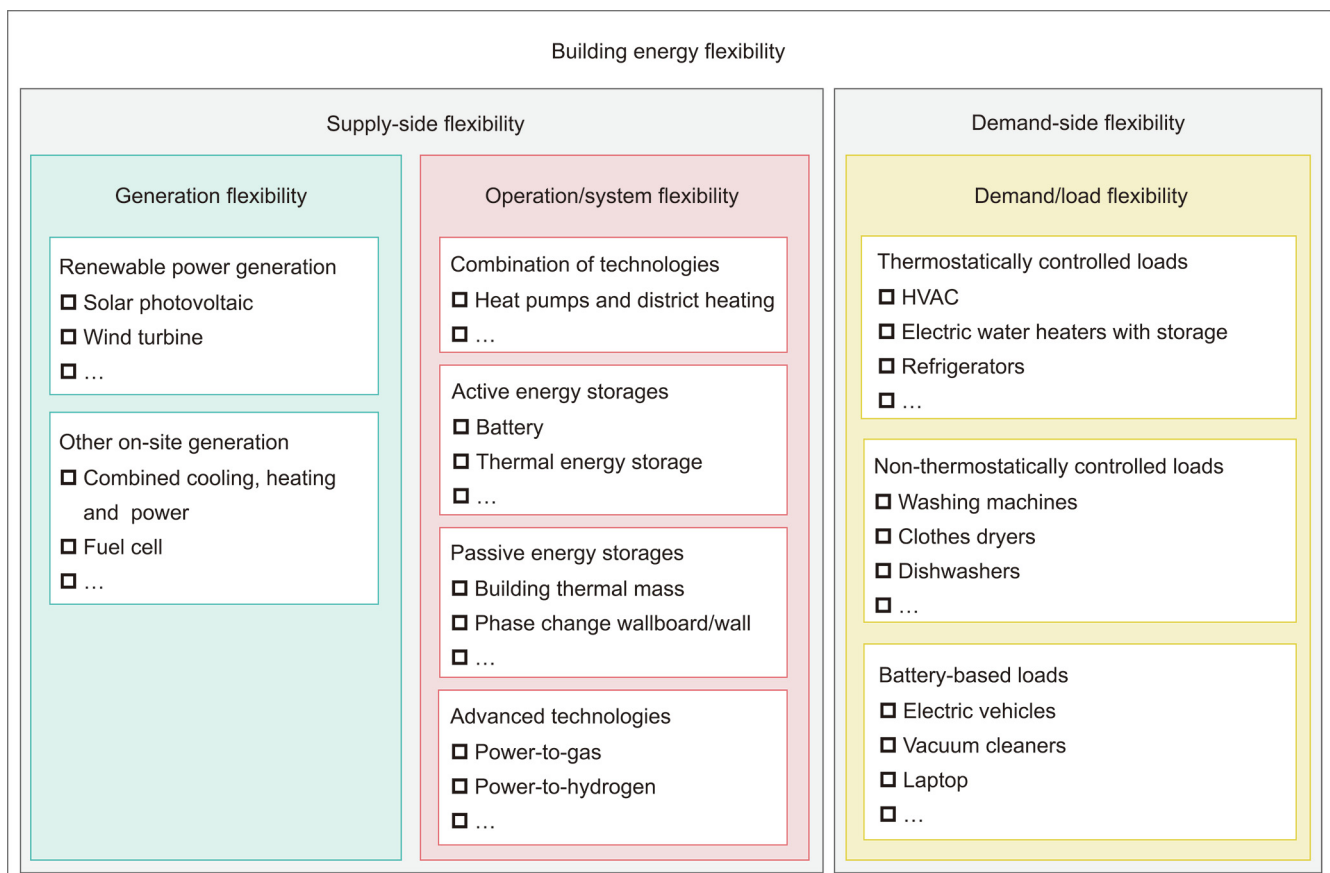 Building energy flexibility
Supply-side flexibility
Generation flexibility
Renewable power generation
Solar photovoltaic
Wind turbine
…
Other on-site generation
Combined cooling, heating
and power
Fuel cell
…
Operation/system flexibility
Combination of technologies
Heat pumps and district heating
…
Active energy storages
Battery
Thermal energy storage
…
Passive energy storages
Building thermal mass
Phase change wallboard/wall
…
Advanced technologies
Power-to-gas
Power-to-hydrogen
…
Demand-side flexibility
Demand/load flexibility
Thermostatically controlled loads
HVAC
Electric water heaters with storage
Refrigerators
…
Non-thermostatically controlled loads
Washing machines
Clothes dryers
Dishwashers
…
Battery-based loads
Electric vehicles
Vacuum cleaners
Laptop
…